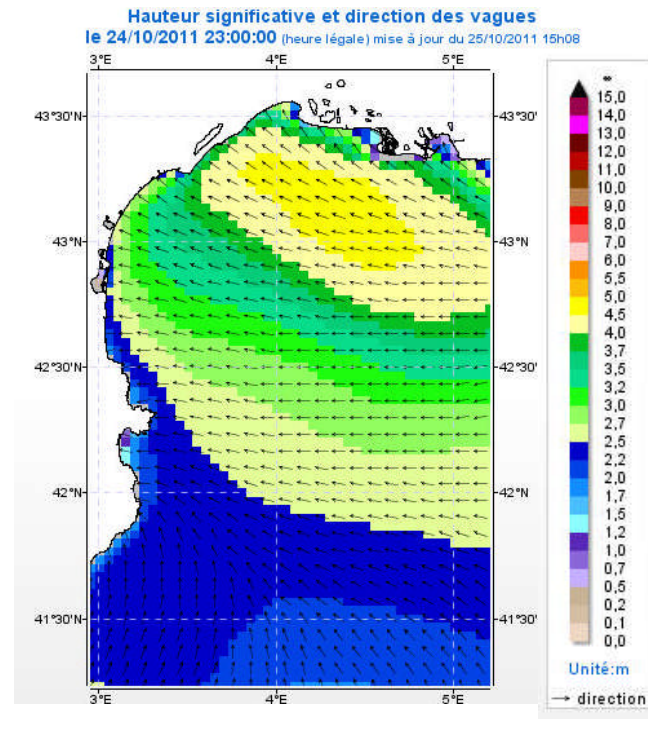 Hauteur significative et direction des vagues
le 24/10/2011 23:00:00 (heure légale) mise à jour du 25/10/2011 15h08
3°E 4°E 5°E
43°30'N 43°30'
43°N 43°N
42°30'N 42°30'
42°N 42°N
41°30'N 41°30'
3°E 4°E 5°E
∞
15,0
14,0
13,0
12,0
11,0
10,0
9,0
8,0
7,0
6,0
5,5
5,0
4,5
4,0
3,7
3,5
3,2
3,0
2,7
2,5
2,2
2,0
1,7
1,5
1,2
1,0
0,7
0,5
0,2
0,1
0,0
Unité:m
→ direction